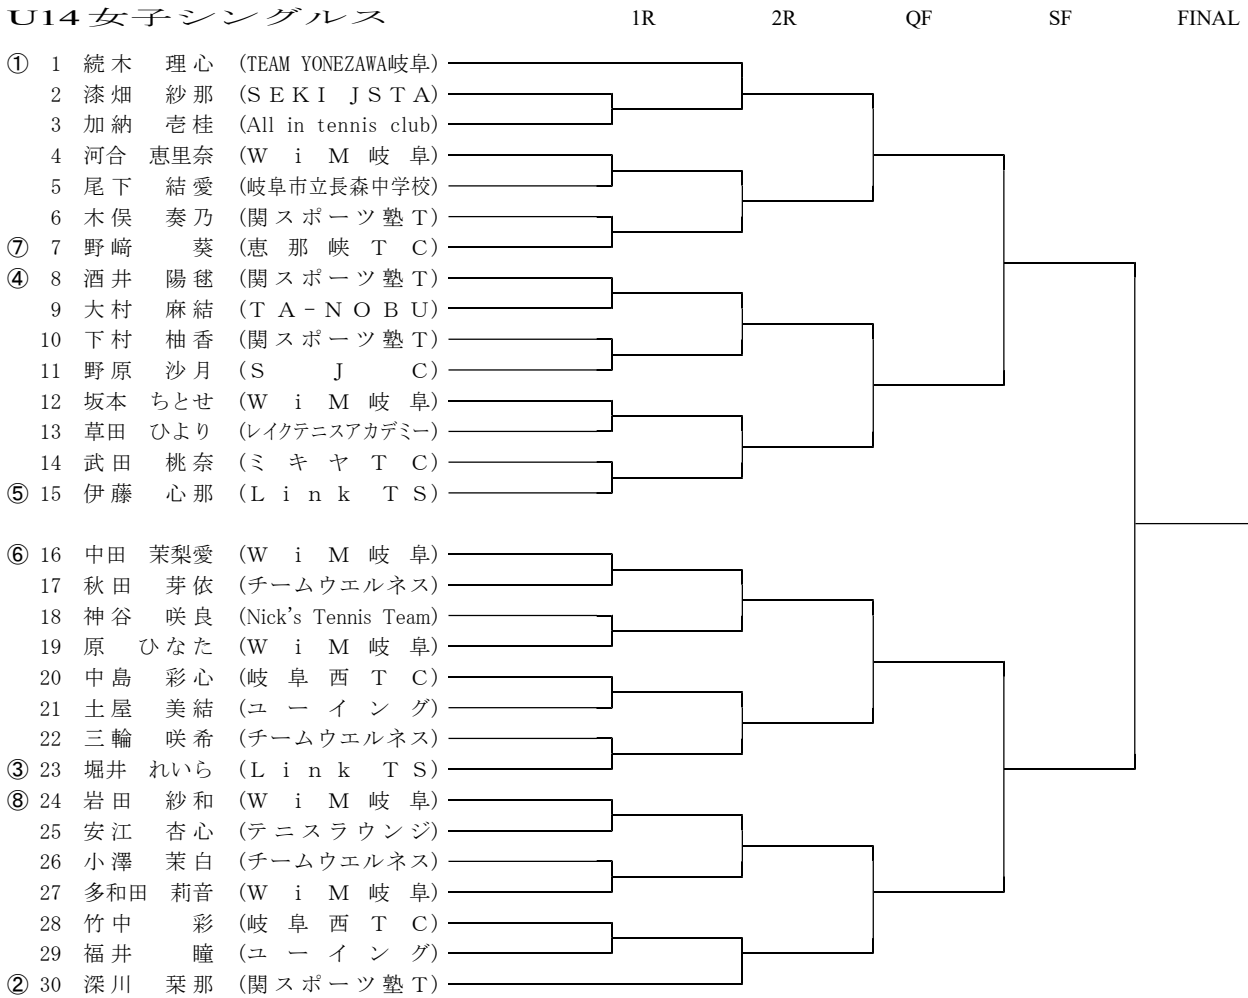 U14女子シングルス 1R 2R QF SF FINAL
① 1 続木 理心 (TEAM YONEZAWA岐阜)
2 漆畑 紗那 (SEKI JSTA)
3 加納 壱桂 (All in tennis club)
4 河合 恵里奈 (WiM岐阜)
5 尾下 結愛 (岐阜市立長森中学校)
6 木俣 奏乃 (関スポーツ塾T)
⑦ 7 野﨑 葵 (恵那峡TC)
④ 8 酒井 陽毬 (関スポーツ塾T)
9 大村 麻結 (TA-NOBU)
10 下村 柚香 (関スポーツ塾T)
11 野原 沙月 (SJC)
12 坂本 ちとせ (WiM岐阜)
13 草田 ひより (レイクテニスアカデミー)
14 武田 桃奈 (ミキヤTC)
⑤ 15 伊藤 心那 (Link TS)
⑥ 16 中田 茉梨愛 (WiM岐阜)
17 秋田 芽依 (チームウエルネス)
18 神谷 咲良 (Nick's Tennis Team)
19 原 ひなた (WiM岐阜)
20 中島 彩心 (岐阜西TC)
21 土屋 美結 (ユーイング)
22 三輪 咲希 (チームウエルネス)
③ 23 堀井 れいら (Link TS)
⑧ 24 岩田 紗和 (WiM岐阜)
25 安江 杏心 (テニスラウンジ)
26 小澤 茉白 (チームウエルネス)
27 多和田 莉音 (WiM岐阜)
28 竹中 彩 (岐阜西TC)
29 福井 瞳 (ユーイング)
② 30 深川 栞那 (関スポーツ塾T)